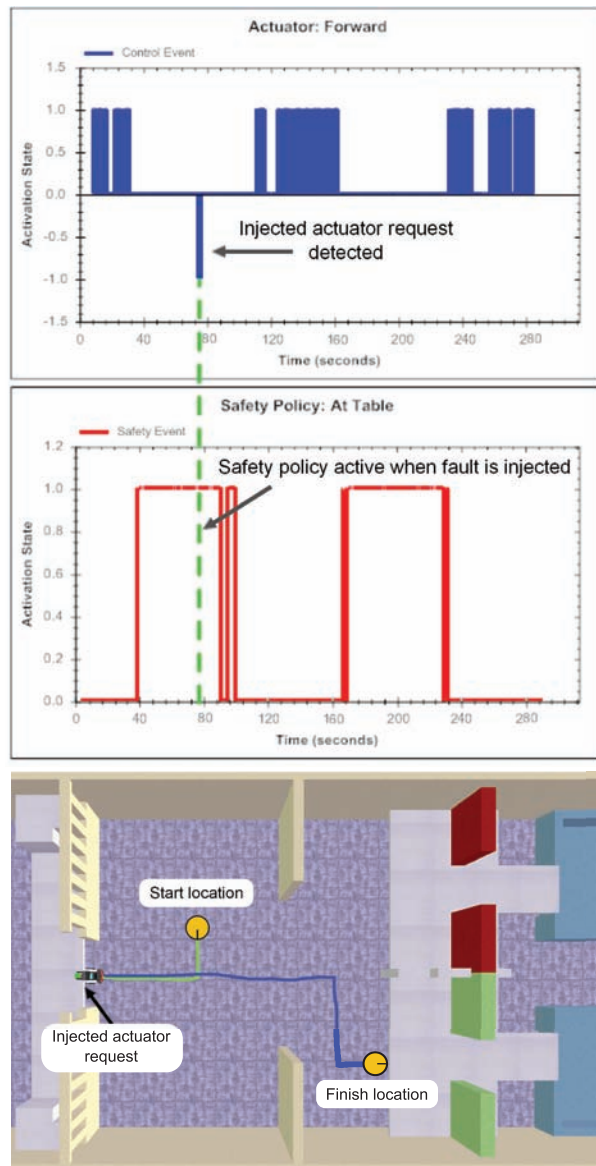 Actuator: Forward
Control Event
1.5
1.0
0.5
0.0
-0.5
-1.0
-1.5
Activation State
Injected actuator request
detected
0 40 80 120 160 200 240 280
Time (seconds)
Safety Policy: At Table
Safety Event
1.2
1.0
0.8
0.6
0.4
0.2
0.0
Activation State
Safety policy active when fault is injected
0 40 80 120 160 200 240 280
Time (seconds)
Start location
Injected actuator
request
Finish location